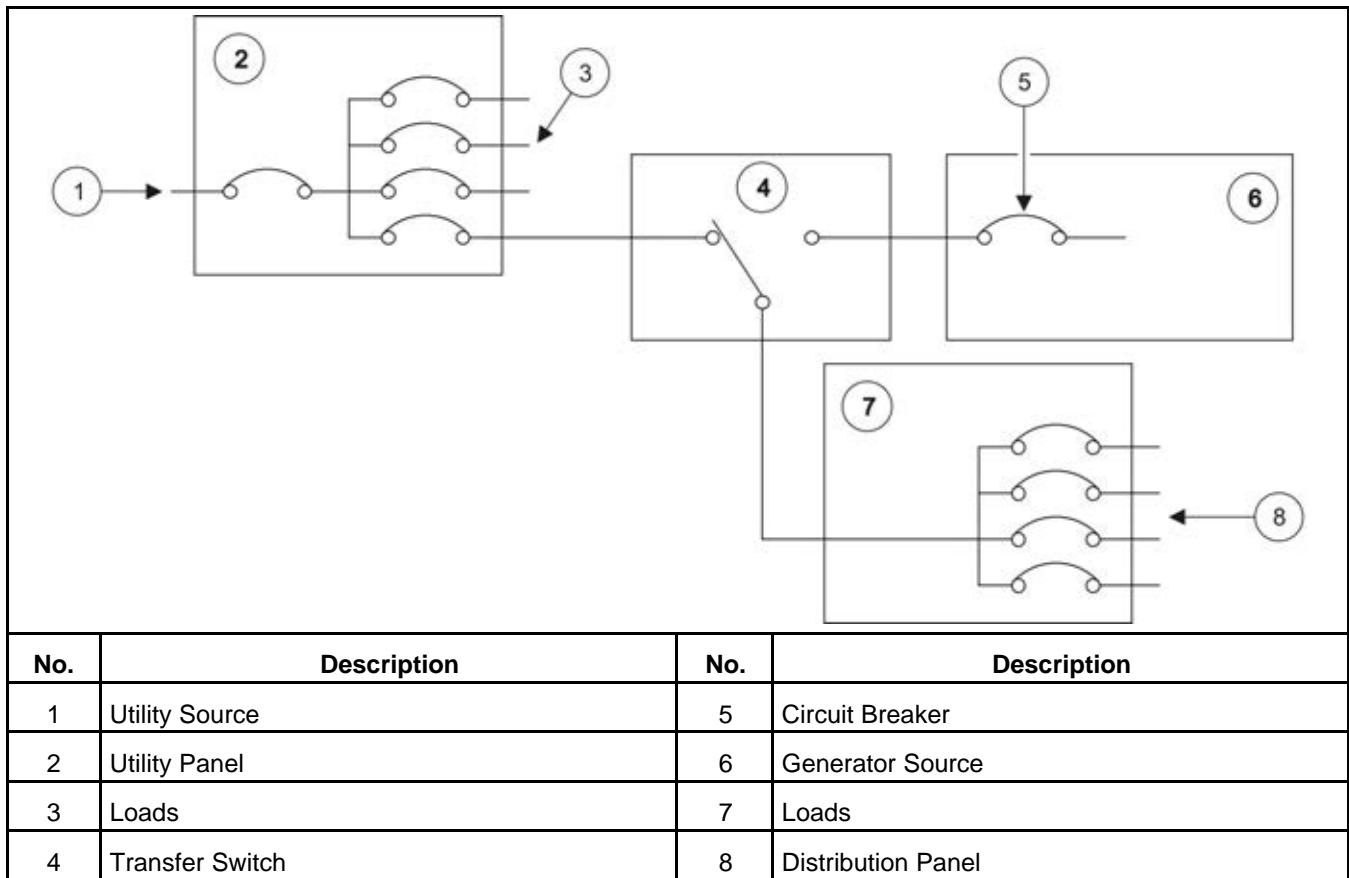 2
3
5
1
4
6
7
8
No. Description No. Description
1 Utility Source 5 Circuit Breaker
2 Utility Panel 6 Generator Source
3 Loads 7 Loads
4 Transfer Switch 8 Distribution Panel